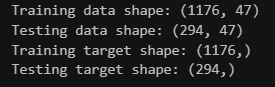 Training data shape: (1176, 47)
Testing data shape: (294, 47)
Training target shape: (1176,)
Testing target shape: (294,)